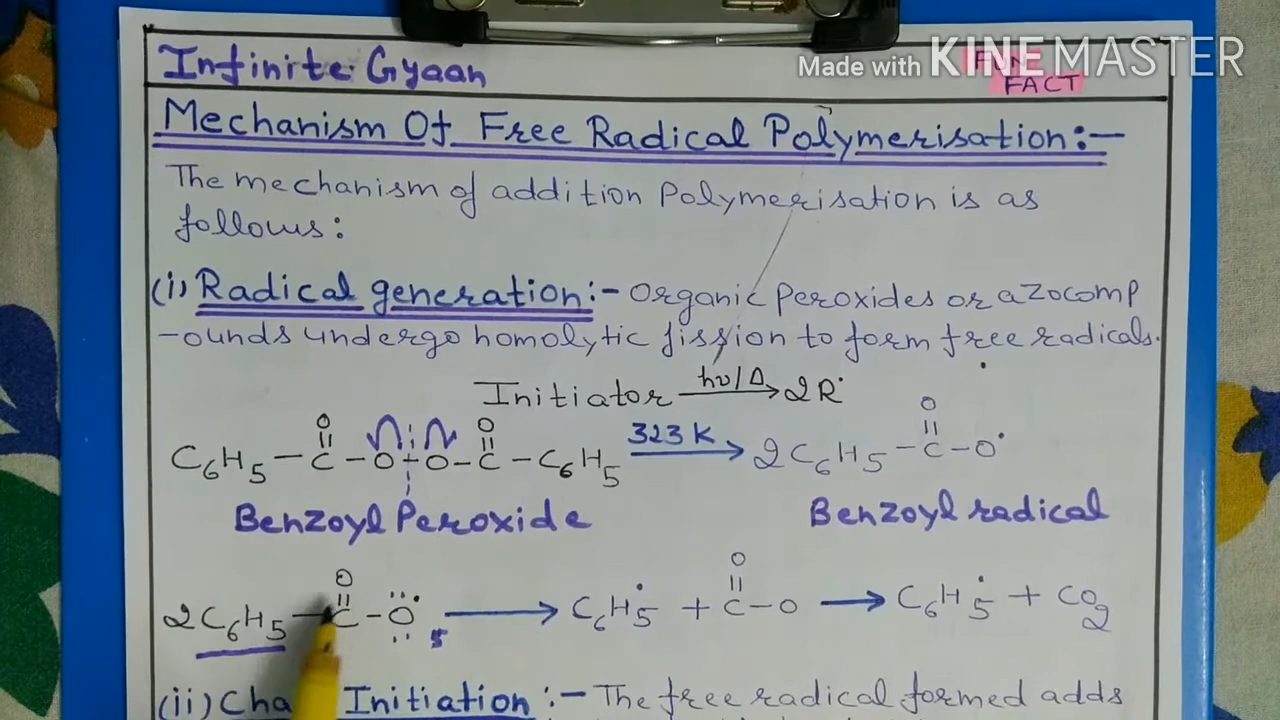 Infinite Gyaan
Made with KINEMASTER
FACT
Mechanism Of Free Radical Polymerisation:-
The mechanism of addition Polymerisation is as
follows:
(i) Radical generation:- Organic Peroxides or azocomp
-ounds undergo homolytic fission to form free radicals.
Initiator hν/Δ→ 2R•
C6H5-C(=O)-O-O-C(=O)-C6H5 323K→ 2C6H5-C(=O)-O•
Benzoyl Peroxide Benzoyl radical
2C6H5-C(=O)-O• 5 → C6H5• + C(=O)-O → C6H5• + CO2
(ii) Initiation:- The free radical formed adds